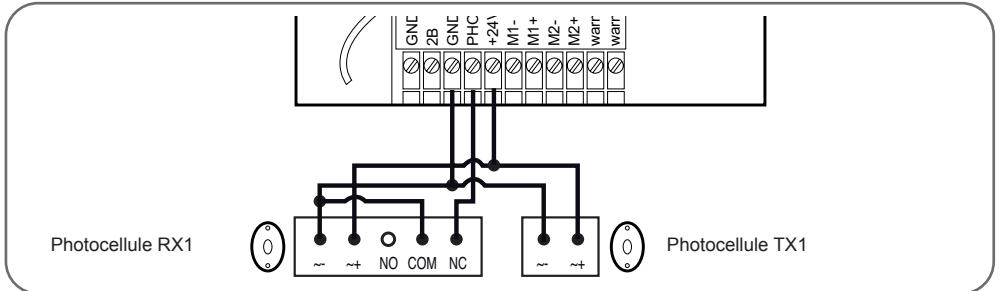 GND
2B
GND
PHO
+24V
M1-
M1+
M2-
M2+
warn
warn
Photocellule RX1
~- ~+ NO COM NC
~- ~+
Photocellule TX1